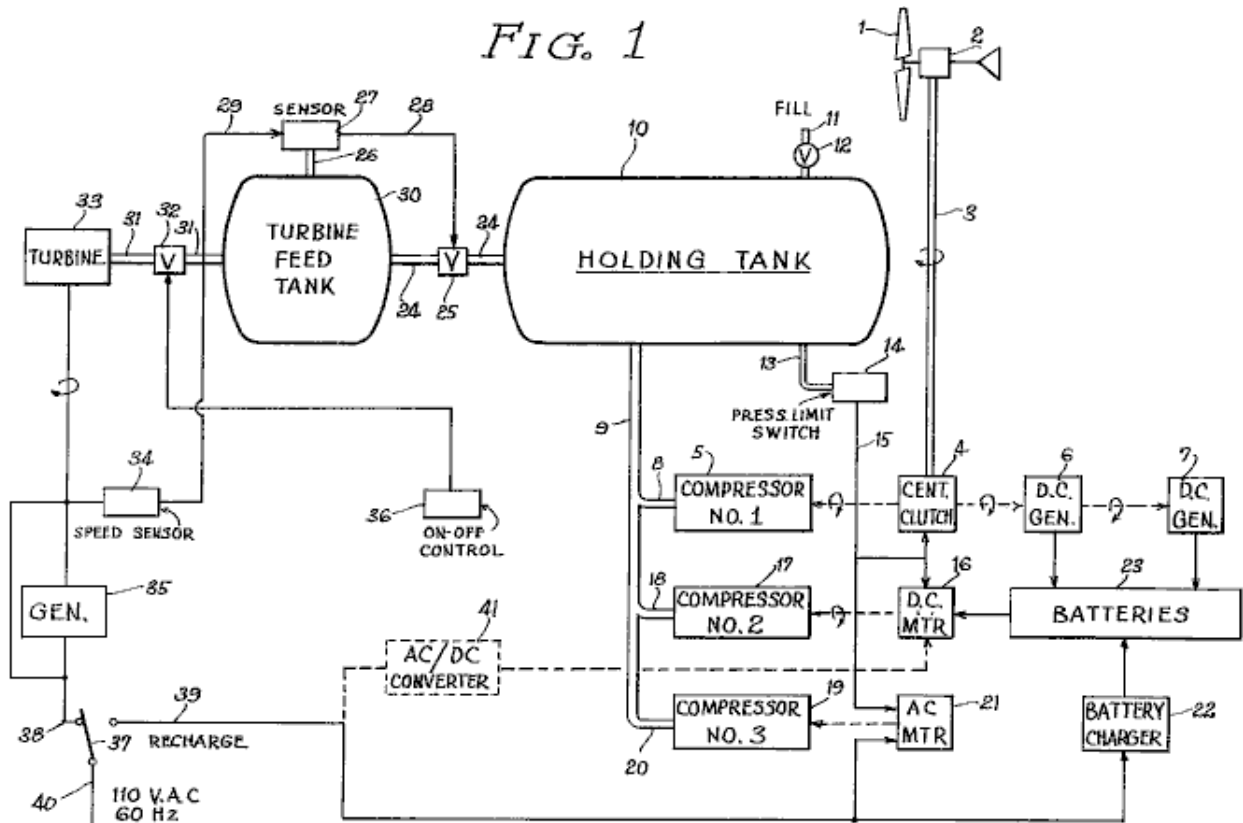 FIG. 1
1
2
29
SENSOR
27
28
FILL
11
12
V
10
26
30
33
31
32
31
TURBINE
V
TURBINE
FEED
TANK
24
V
24
25
HOLDING TANK
3
13
14
PRESS. LIMIT
SWITCH
9
15
34
SPEED SENSOR
36
ON-OFF
CONTROL
8
5
COMPRESSOR
NO. 1
4
CENT.
CLUTCH
6
D.C.
GEN.
7
D.C.
GEN.
35
GEN.
18
17
COMPRESSOR
NO. 2
16
D.C.
MTR
23
BATTERIES
41
AC/DC
CONVERTER
38
37
39
RECHARGE
20
19
COMPRESSOR
NO. 3
21
AC
MTR
22
BATTERY
CHARGER
40
110 V.A.C
60 Hz